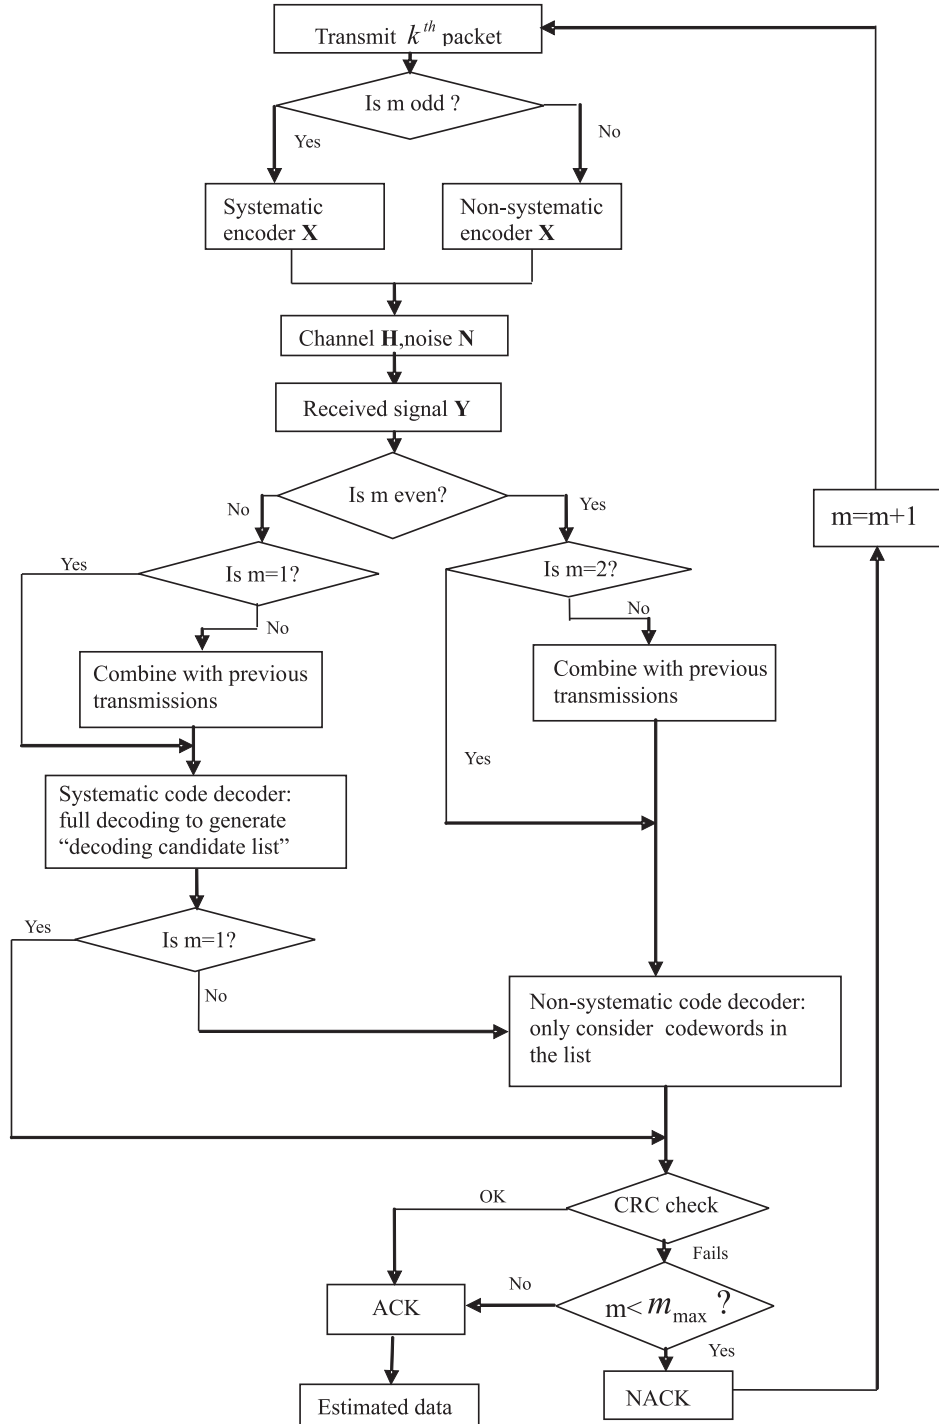 Transmit k^th packet
Is m odd ?
Yes
No
Systematic
encoder X
Non-systematic
encoder X
Channel H,noise N
Received signal Y
Is m even?
No
Yes
Yes
Is m=1?
Is m=2?
No
No
Combine with previous
transmissions
Combine with previous
transmissions
m=m+1
Yes
Systematic code decoder:
full decoding to generate
“decoding candidate list”
Yes
Is m=1?
No
Non-systematic code decoder:
only consider codewords in
the list
OK
CRC check
Fails
No
ACK
m< m_max ?
Yes
NACK
Estimated data